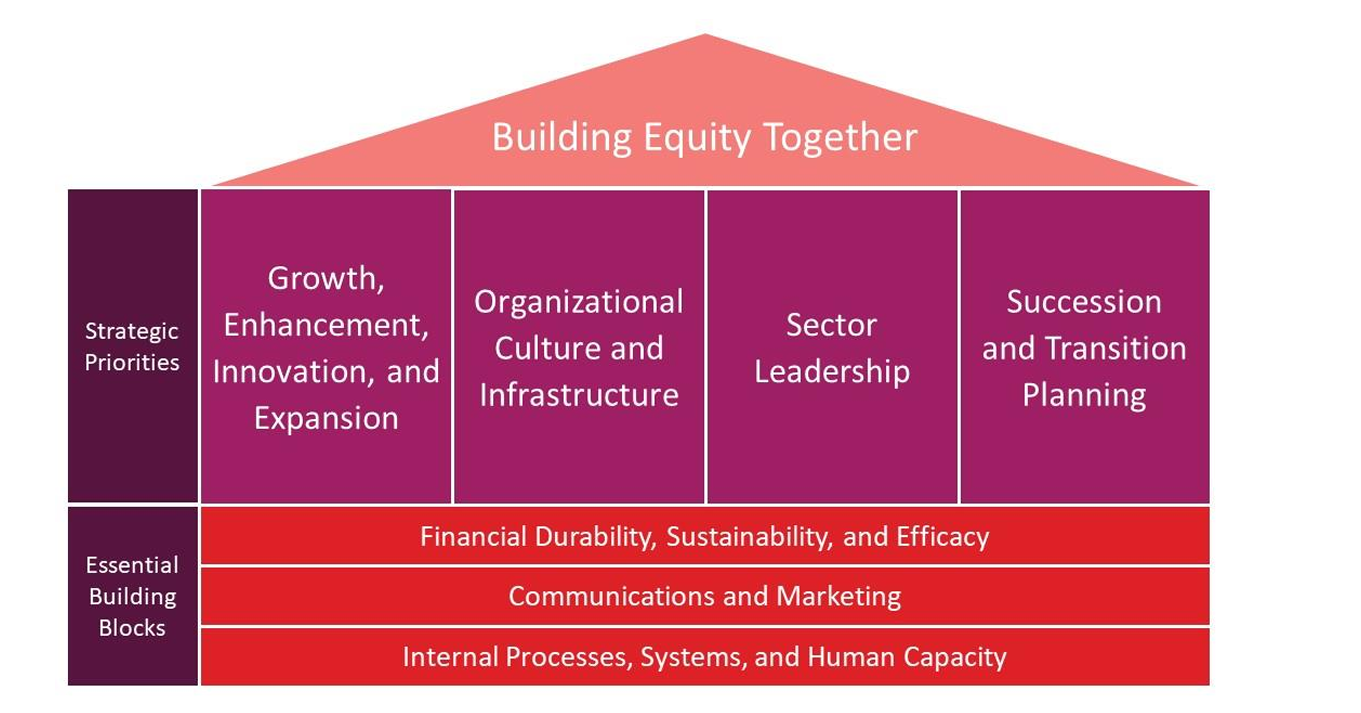 Building Equity Together
Strategic
Priorities
Growth,
Enhancement,
Innovation, and
Expansion
Organizational
Culture and
Infrastructure
Sector
Leadership
Succession
and Transition
Planning
Essential
Building
Blocks
Financial Durability, Sustainability, and Efficacy
Communications and Marketing
Internal Processes, Systems, and Human Capacity